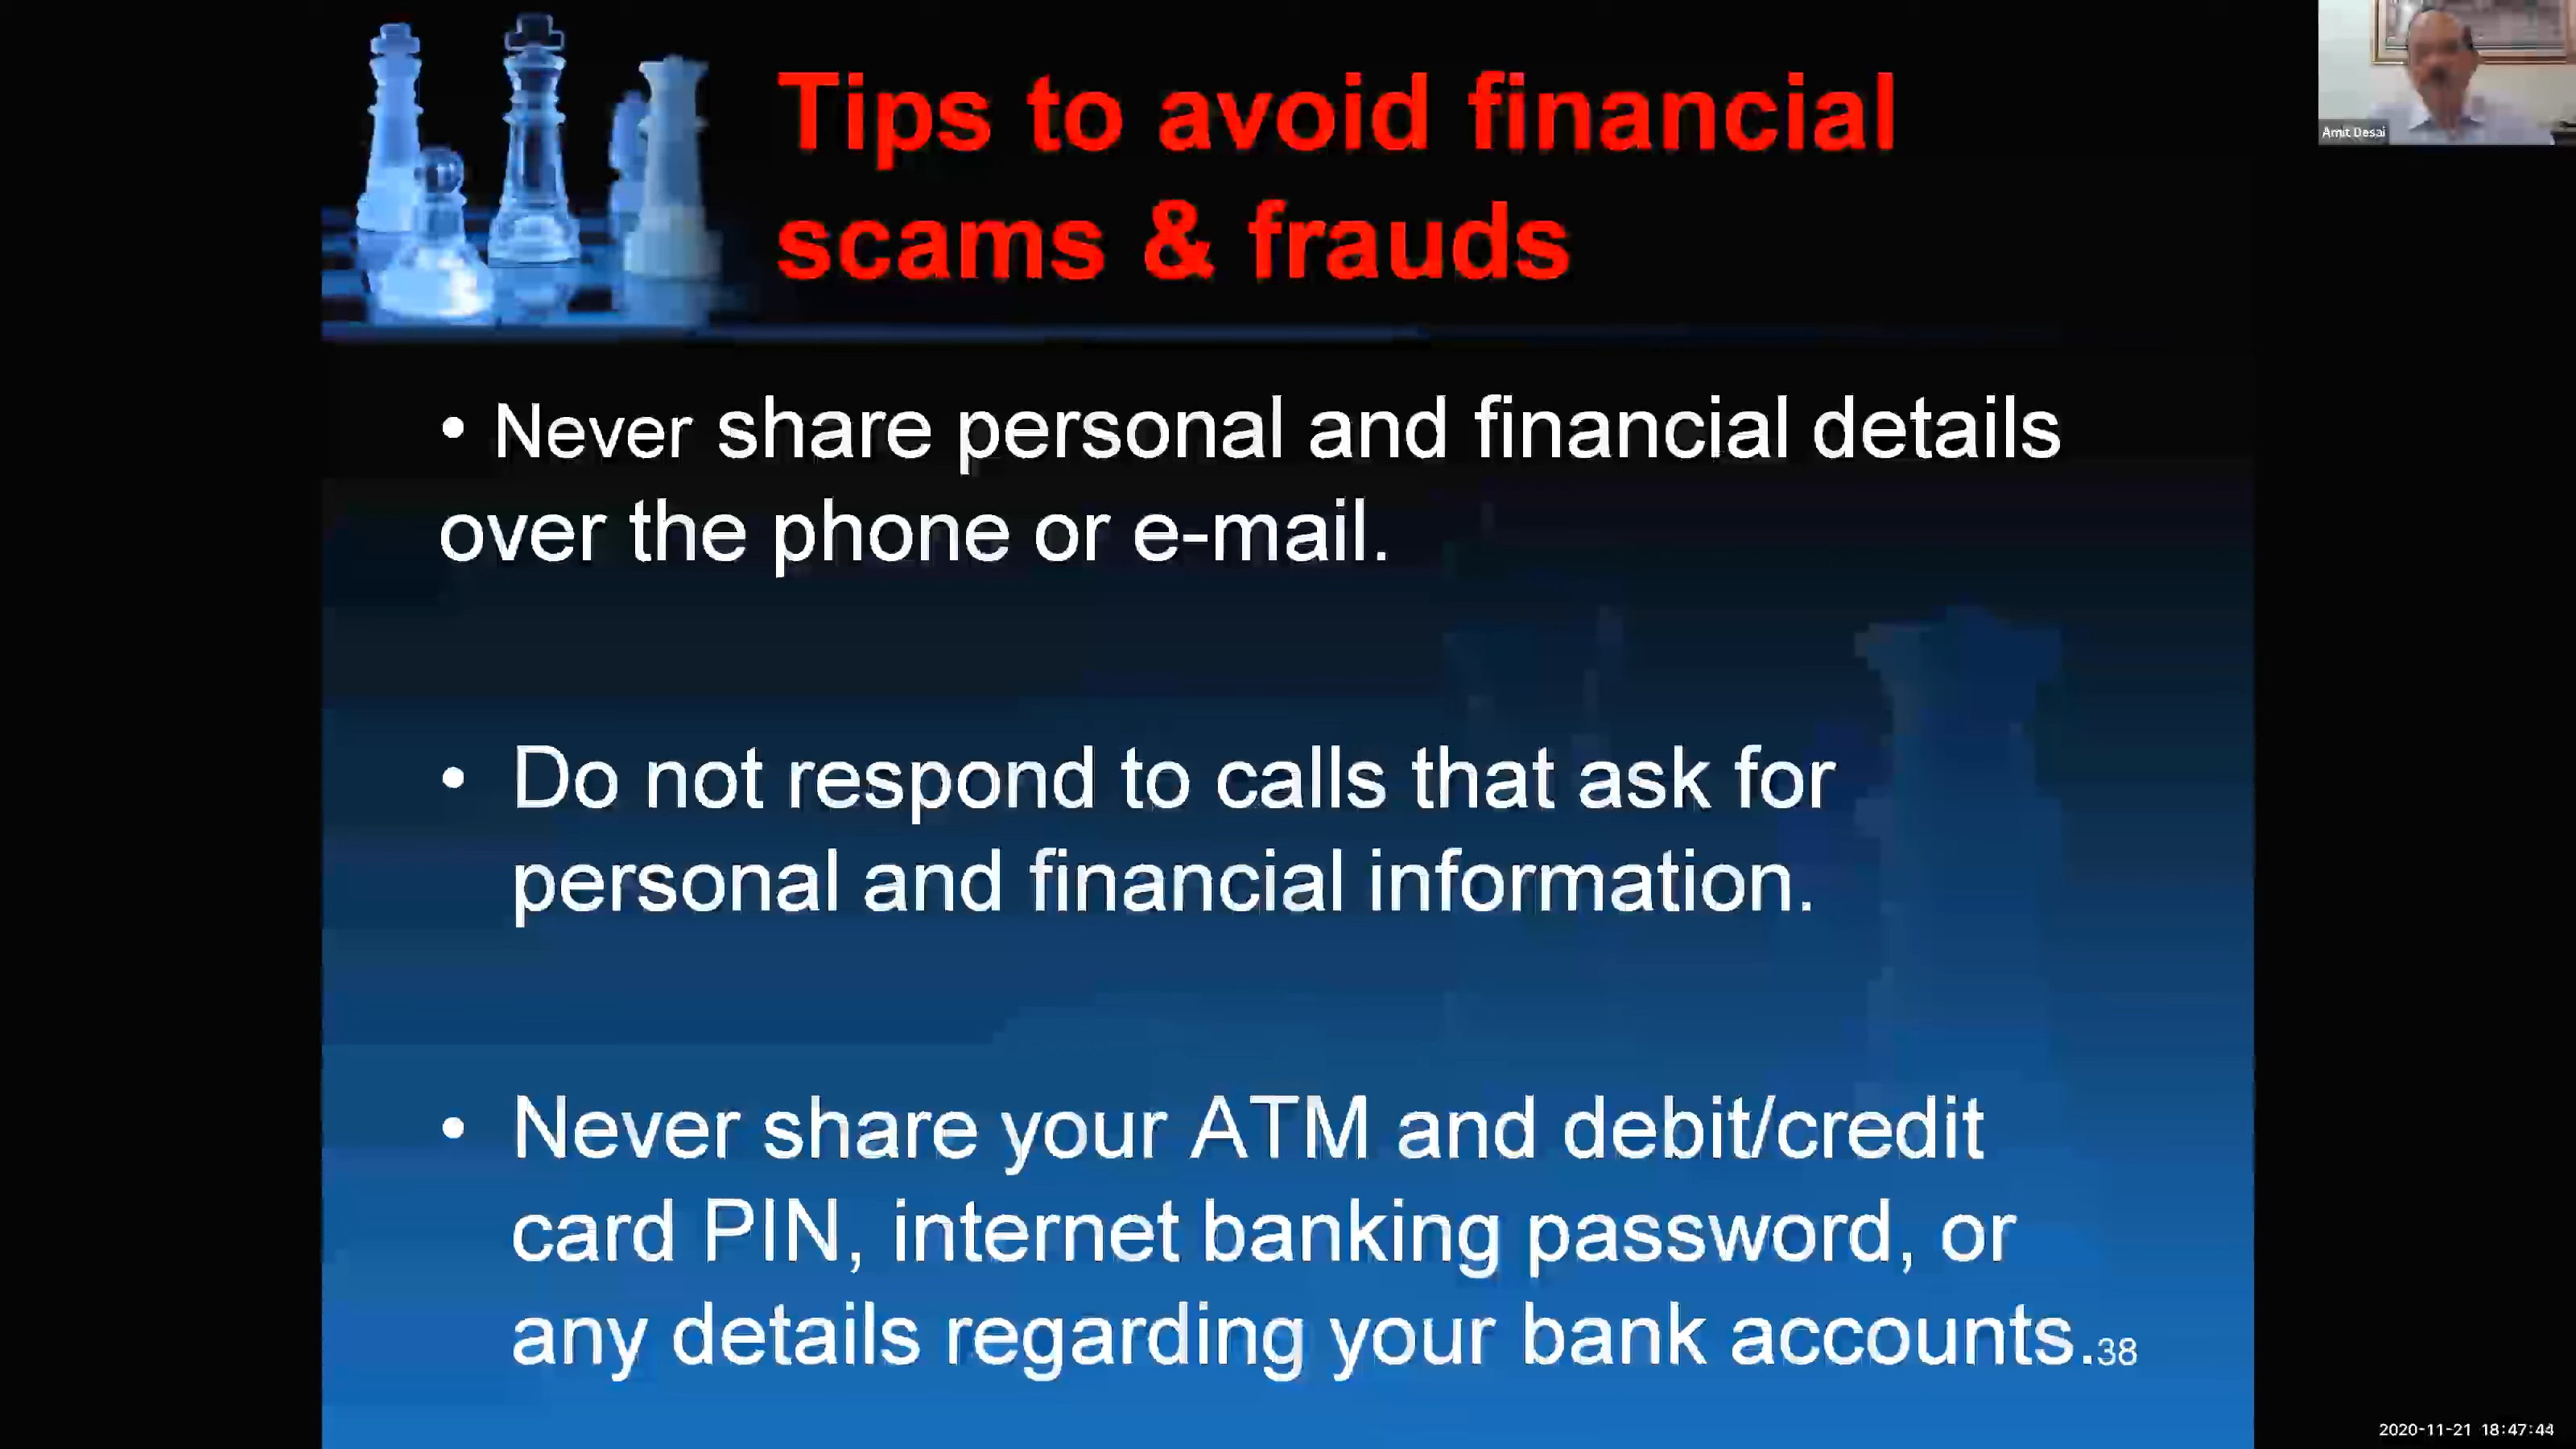 Tips to avoid financial
scams & frauds
Amit Desai
• Never share personal and financial details
over the phone or e-mail.
• Do not respond to calls that ask for
personal and financial information.
• Never share your ATM and debit/credit
card PIN, internet banking password, or
any details regarding your bank accounts.
38
2020-11-21 18:47:44